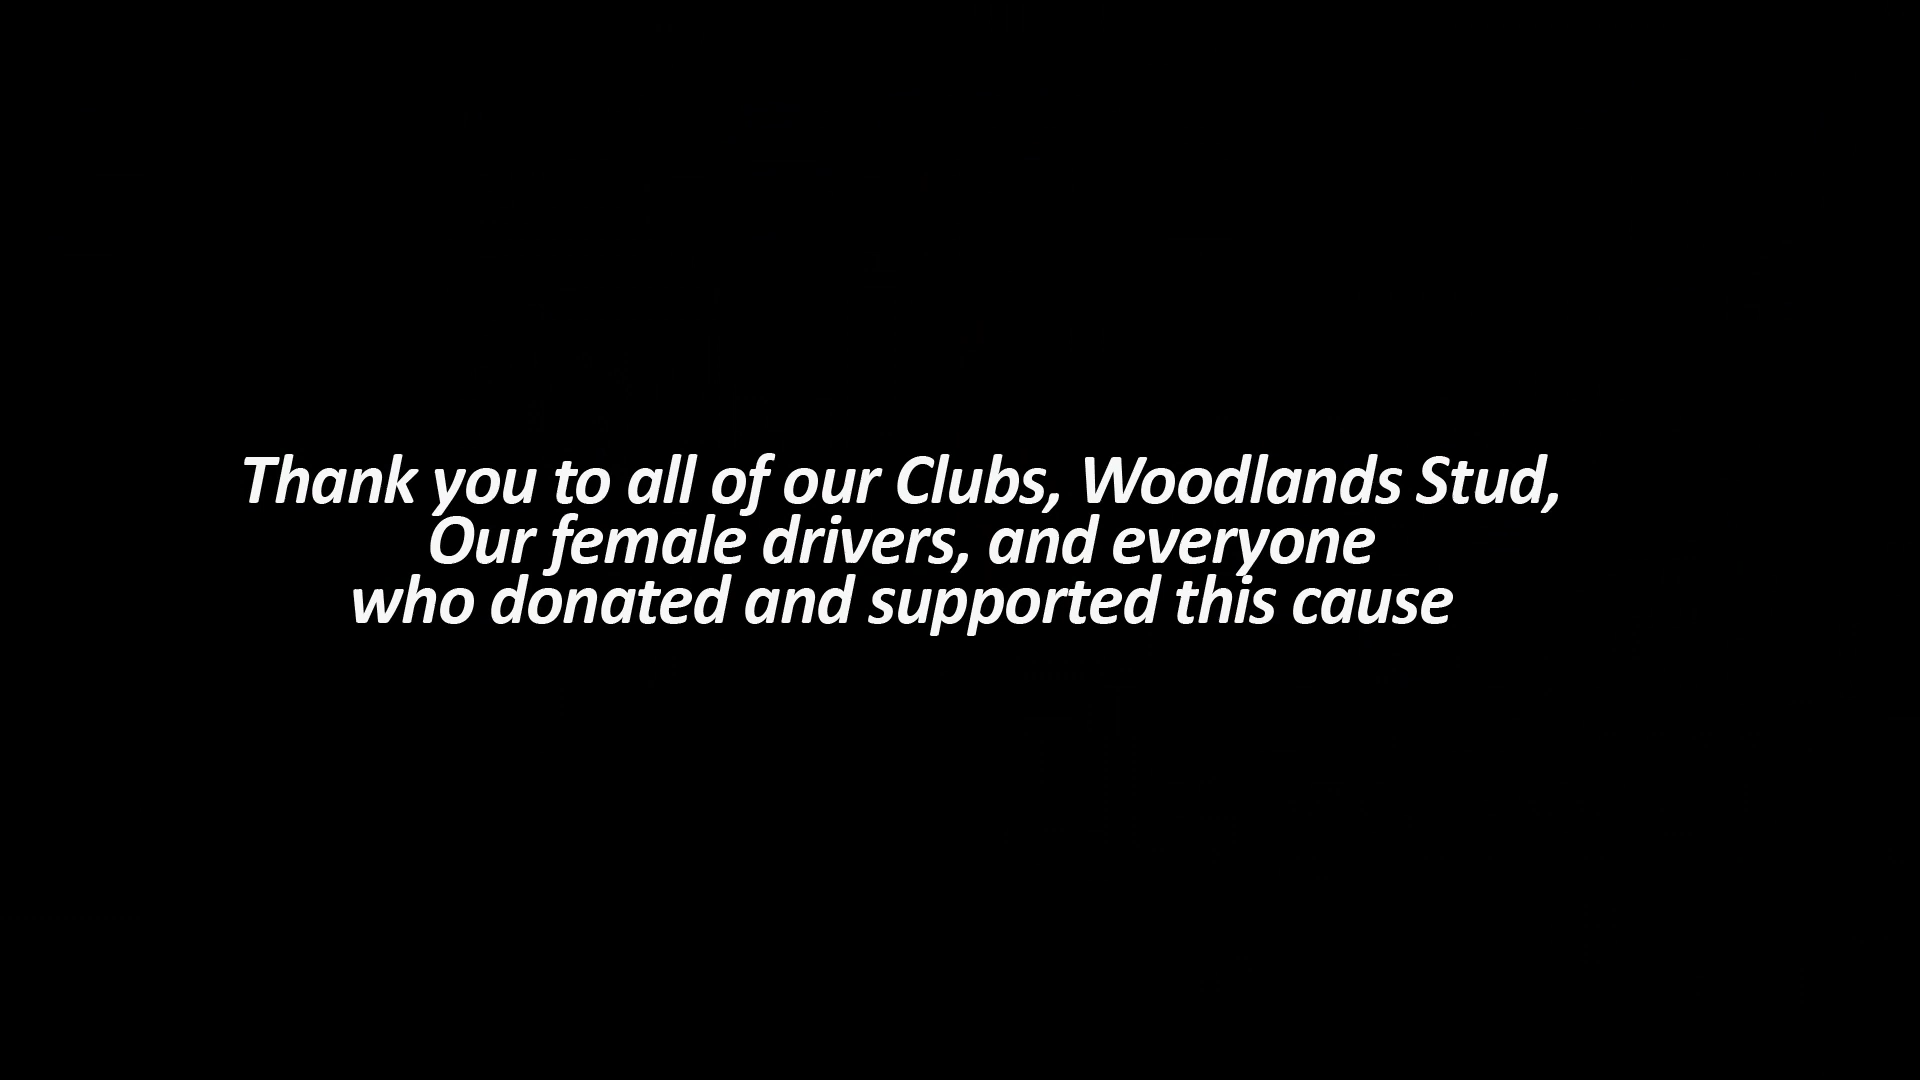 Thank you to all of our Clubs, Woodlands Stud,
Our female drivers, and everyone
who donated and supported this cause